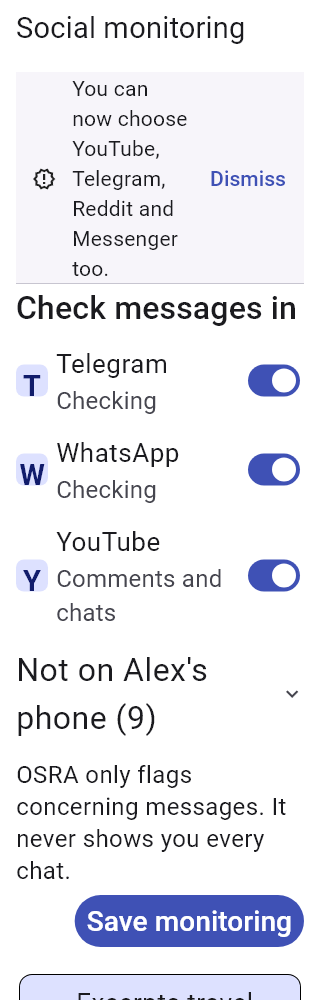 Social monitoring
You can
now choose
YouTube,
Telegram,
Reddit and
Messenger
too.
Dismiss
Check messages in
T
Telegram
Checking
W
WhatsApp
Checking
Y
YouTube
Comments and
chats
Not on Alex's
phone (9)
OSRA only flags
concerning messages. It
never shows you every
chat.
Save monitoring
Excerpts travel